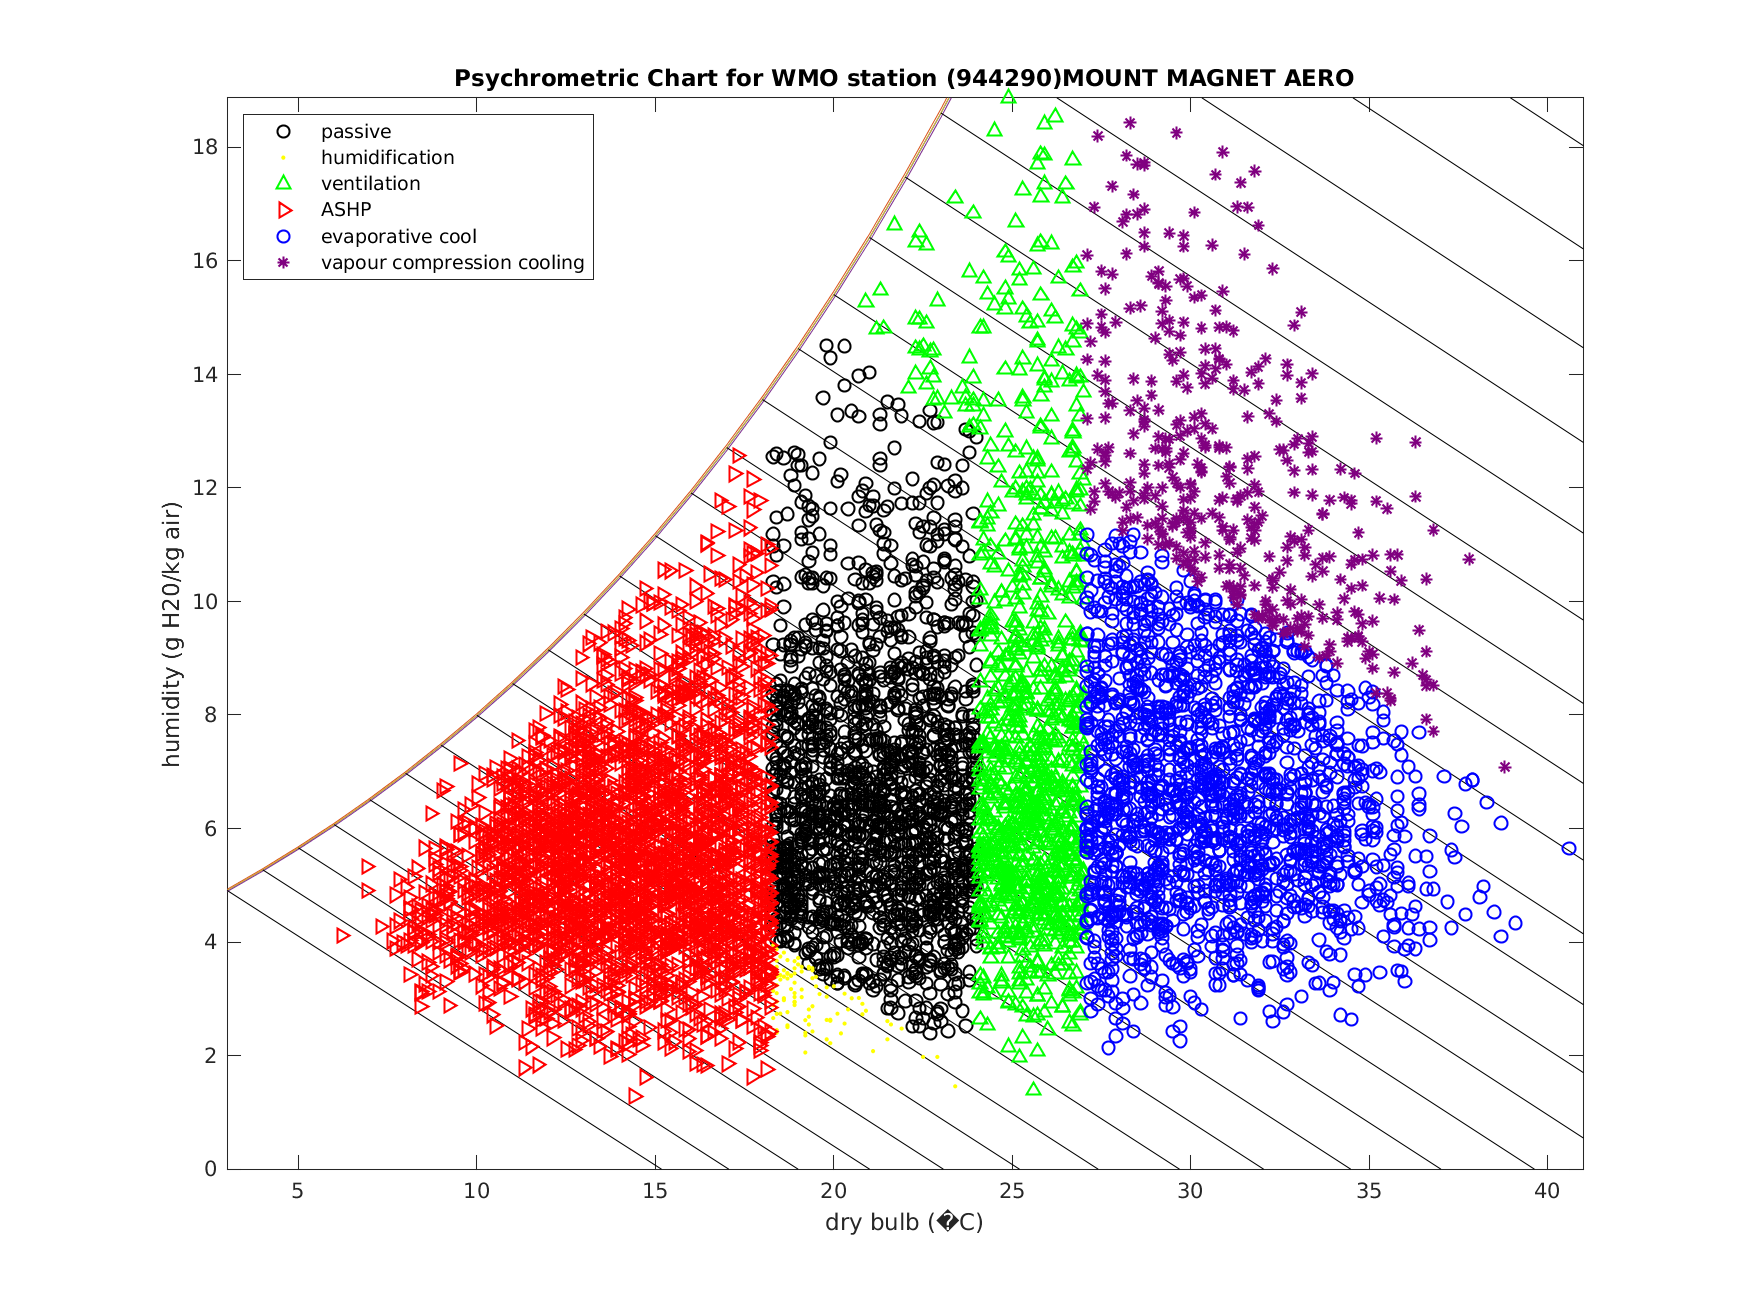 Psychrometric Chart for WMO station (944290)MOUNT MAGNET AERO
passive
humidification
ventilation
ASHP
evaporative cool
vapour compression cooling
humidity (g H20/kg air)
18
16
14
12
10
8
6
4
2
0
5 10 15 20 25 30 35 40
dry bulb (�C)